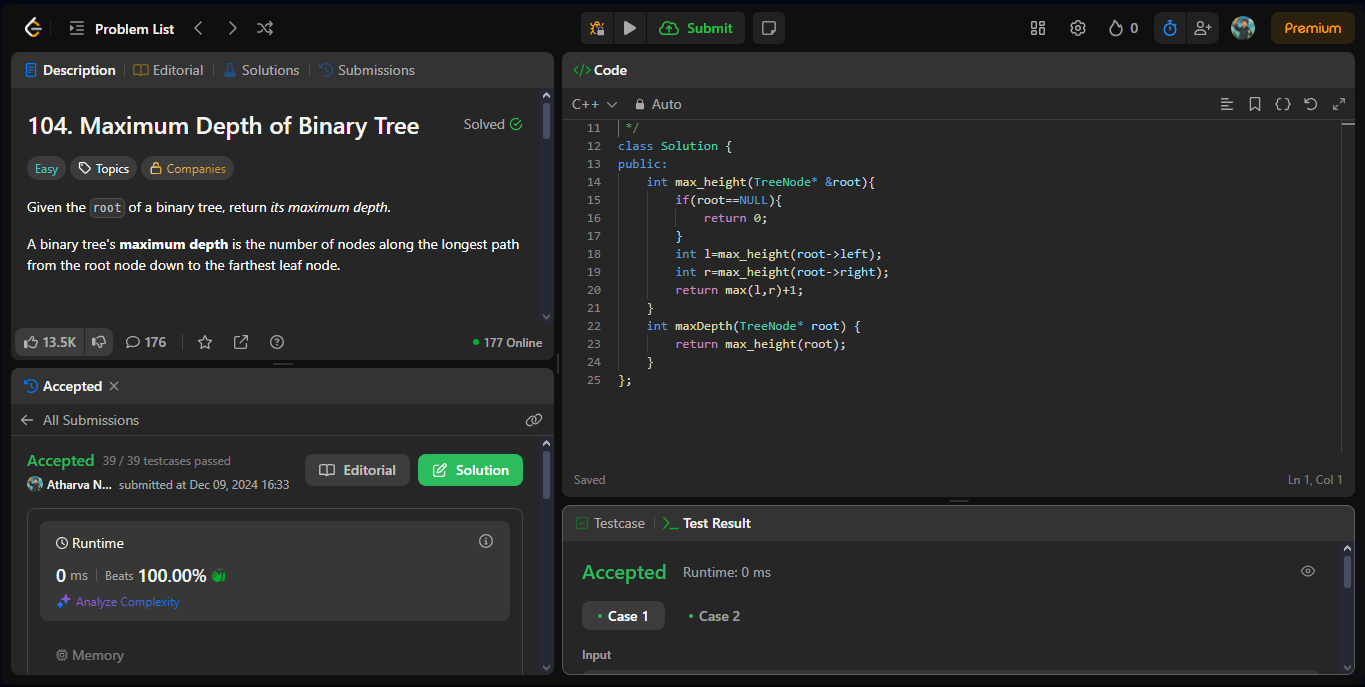 Problem List
Submit
0
Premium
Description
Editorial
Solutions
Submissions
104. Maximum Depth of Binary Tree
Solved
Easy
Topics
Companies
Given the root of a binary tree, return its maximum depth.
A binary tree's maximum depth is the number of nodes along the longest path
from the root node down to the farthest leaf node.
13.5K
176
177 Online
Accepted
All Submissions
Accepted 39 / 39 testcases passed
Atharva N... submitted at Dec 09, 2024 16:33
Editorial
Solution
Runtime
0 ms Beats 100.00%
Analyze Complexity
Memory
</> Code
C++
Auto
11 */
12 class Solution {
13 public:
14 int max_height(TreeNode* &root){
15 if(root==NULL){
16 return 0;
17 }
18 int l=max_height(root->left);
19 int r=max_height(root->right);
20 return max(l,r)+1;
21 }
22 int maxDepth(TreeNode* root) {
23 return max_height(root);
24 }
25 };
Saved
Ln 1, Col 1
Testcase
Test Result
Accepted Runtime: 0 ms
• Case 1
• Case 2
Input